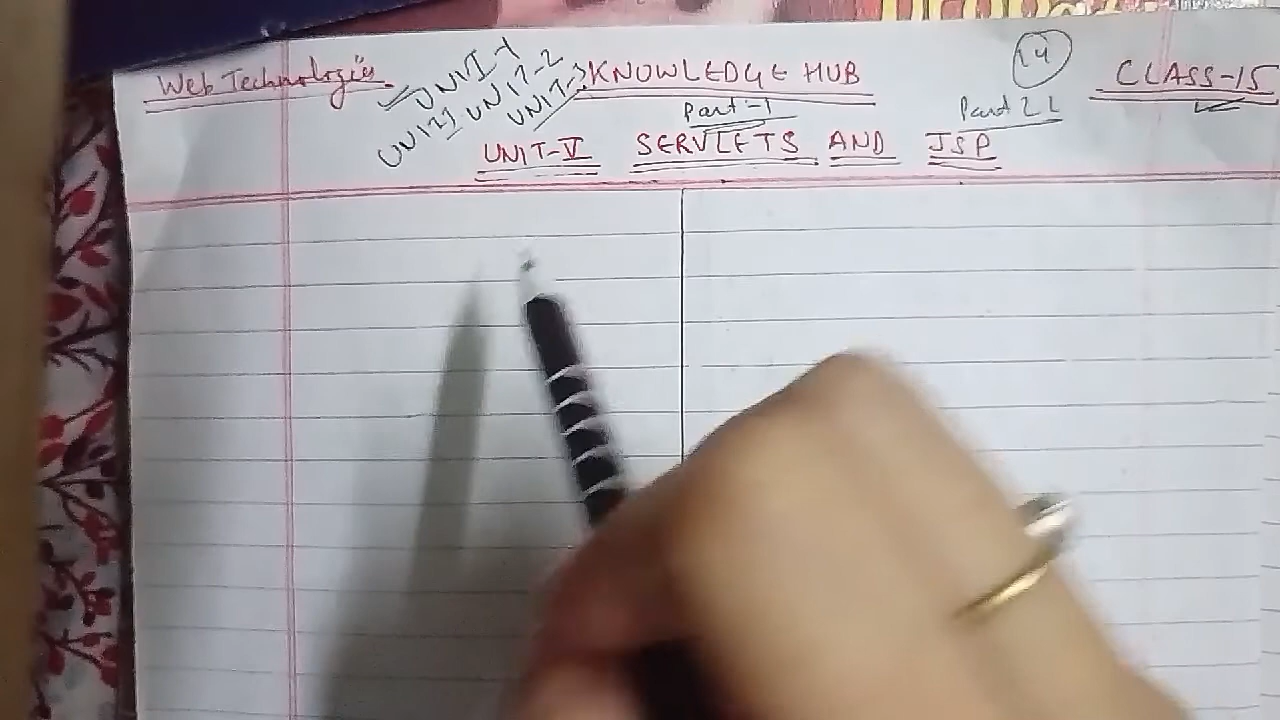 Web Technologies
UNIT-1
UNIT-2
UNIT-3
UNIT
KNOWLEDGE HUB
14
CLASS-15
Part-1
Part 2
UNIT-V SERVLETS AND JSP